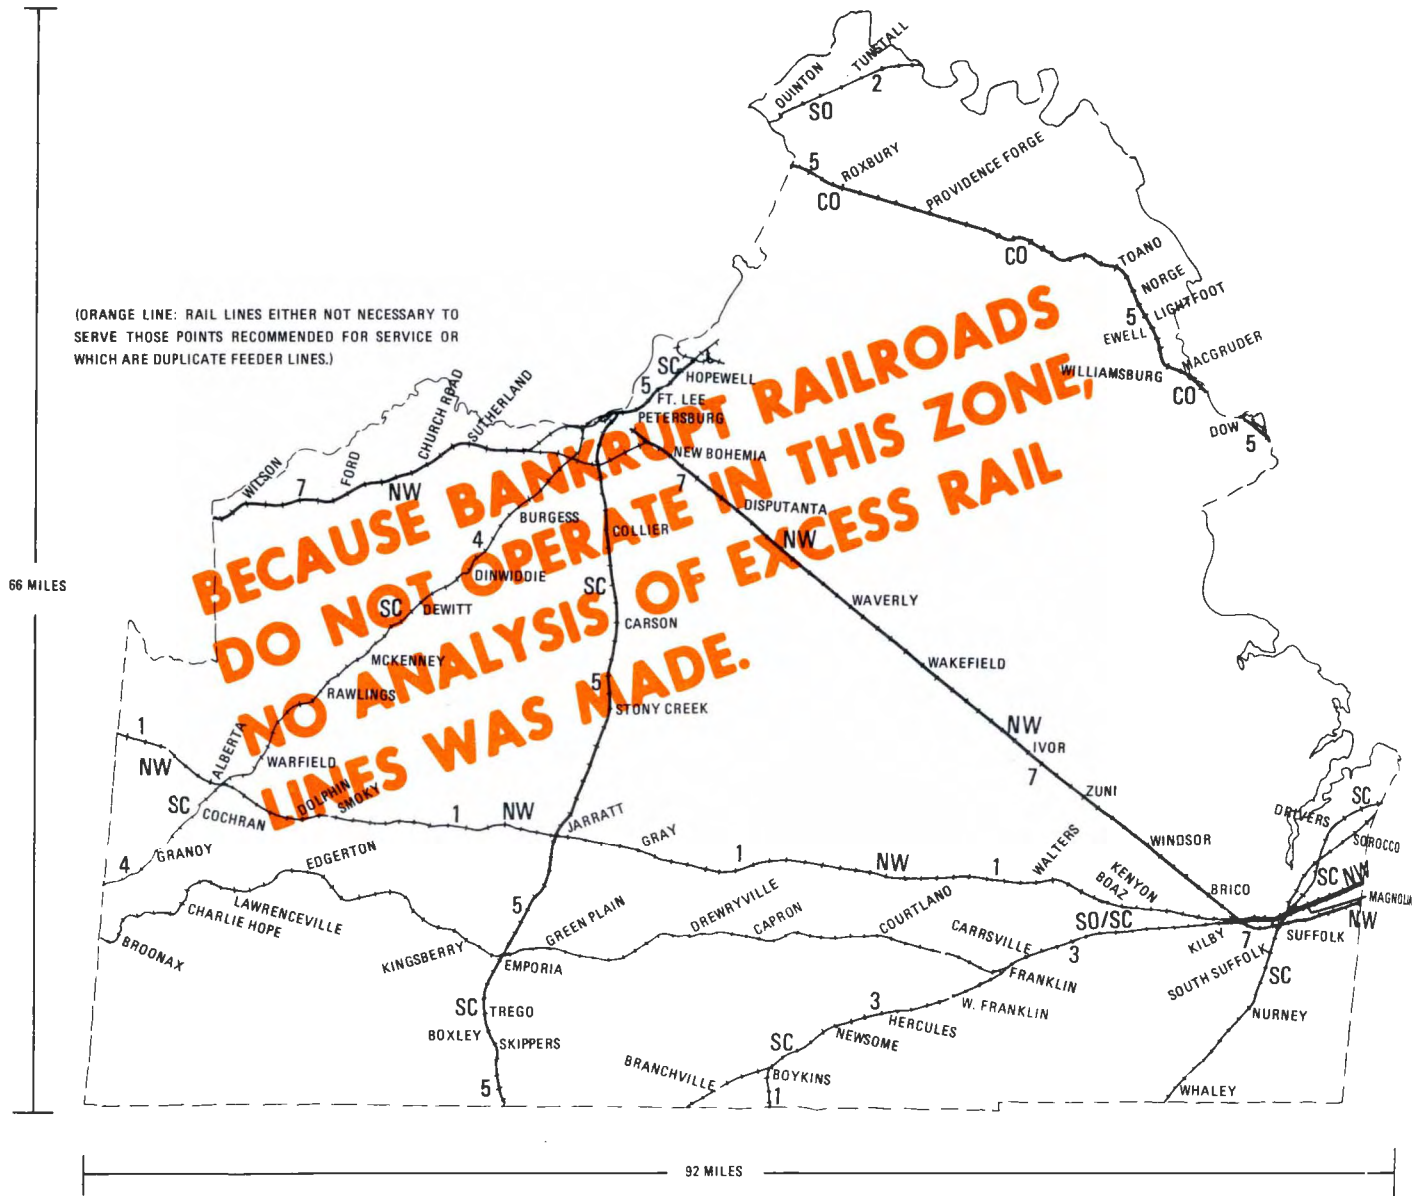 TUNSTALL
QUINTON
2
SO
5
ROXBURY
PROVIDENCE FORGE
CO
CO
TOANO
NORGE
LIGHTFOOT
5
EWELL
MACGRUDER
WILLIAMSBURG
CO
DOW
5
(ORANGE LINE: RAIL LINES EITHER NOT NECESSARY TO
SERVE THOSE POINTS RECOMMENDED FOR SERVICE OR
WHICH ARE DUPLICATE FEEDER LINES.)
BECAUSE BANKRUPT RAILROADS
DO NOT OPERATE IN THIS ZONE,
NO ANALYSIS OF EXCESS RAIL
LINES WAS MADE.
SC
HOPEWELL
5
FT. LEE
PETERSBURG
NEW BOHEMIA
7
DISPUTANTA
NW
WAVERLY
WAKEFIELD
NW
IVOR
7
ZUNI
WINDSOR
BRICO
WILSON
7
FORD
NW
CHURCH ROAD
SUTHERLAND
BURGESS
4
DINWIDDIE
SC
DEWITT
MCKENNEY
RAWLINGS
WARFIELD
ALBERTA
COLLIER
SC
CARSON
5
STONY CREEK
66 MILES
1
NW
SC
COCHRAN
DOLPHIN
SMOKY
1
NW
JARRATT
GRAY
1
NW
1
WALTERS
KENYON
BOAZ
4
GRANDY
EDGERTON
LAWRENCEVILLE
CHARLIE HOPE
BROONAX
KINGSBERRY
5
GREEN PLAIN
EMPORIA
DREWRYVILLE
CAPRON
COURTLAND
CARRSVILLE
SO/SC
3
FRANKLIN
W. FRANKLIN
3
HERCULES
NEWSOME
SC
BOYKINS
BRANCHVILLE
1
SC
TREGO
BOXLEY
SKIPPERS
5
DRIVERS
SC
SOROCCO
SC
NW
MAGNOLIA
NW
KILBY
7
SUFFOLK
SOUTH SUFFOLK
SC
NURNEY
WHALEY
92 MILES